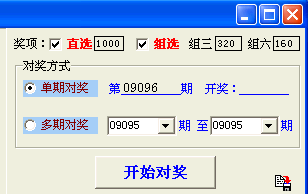 奖项： 直选 1000 组选 组三 320 组六 160
对奖方式
单期对奖 第 09096 期 开奖：
多期对奖 09095 期 至 09095 期
开始对奖